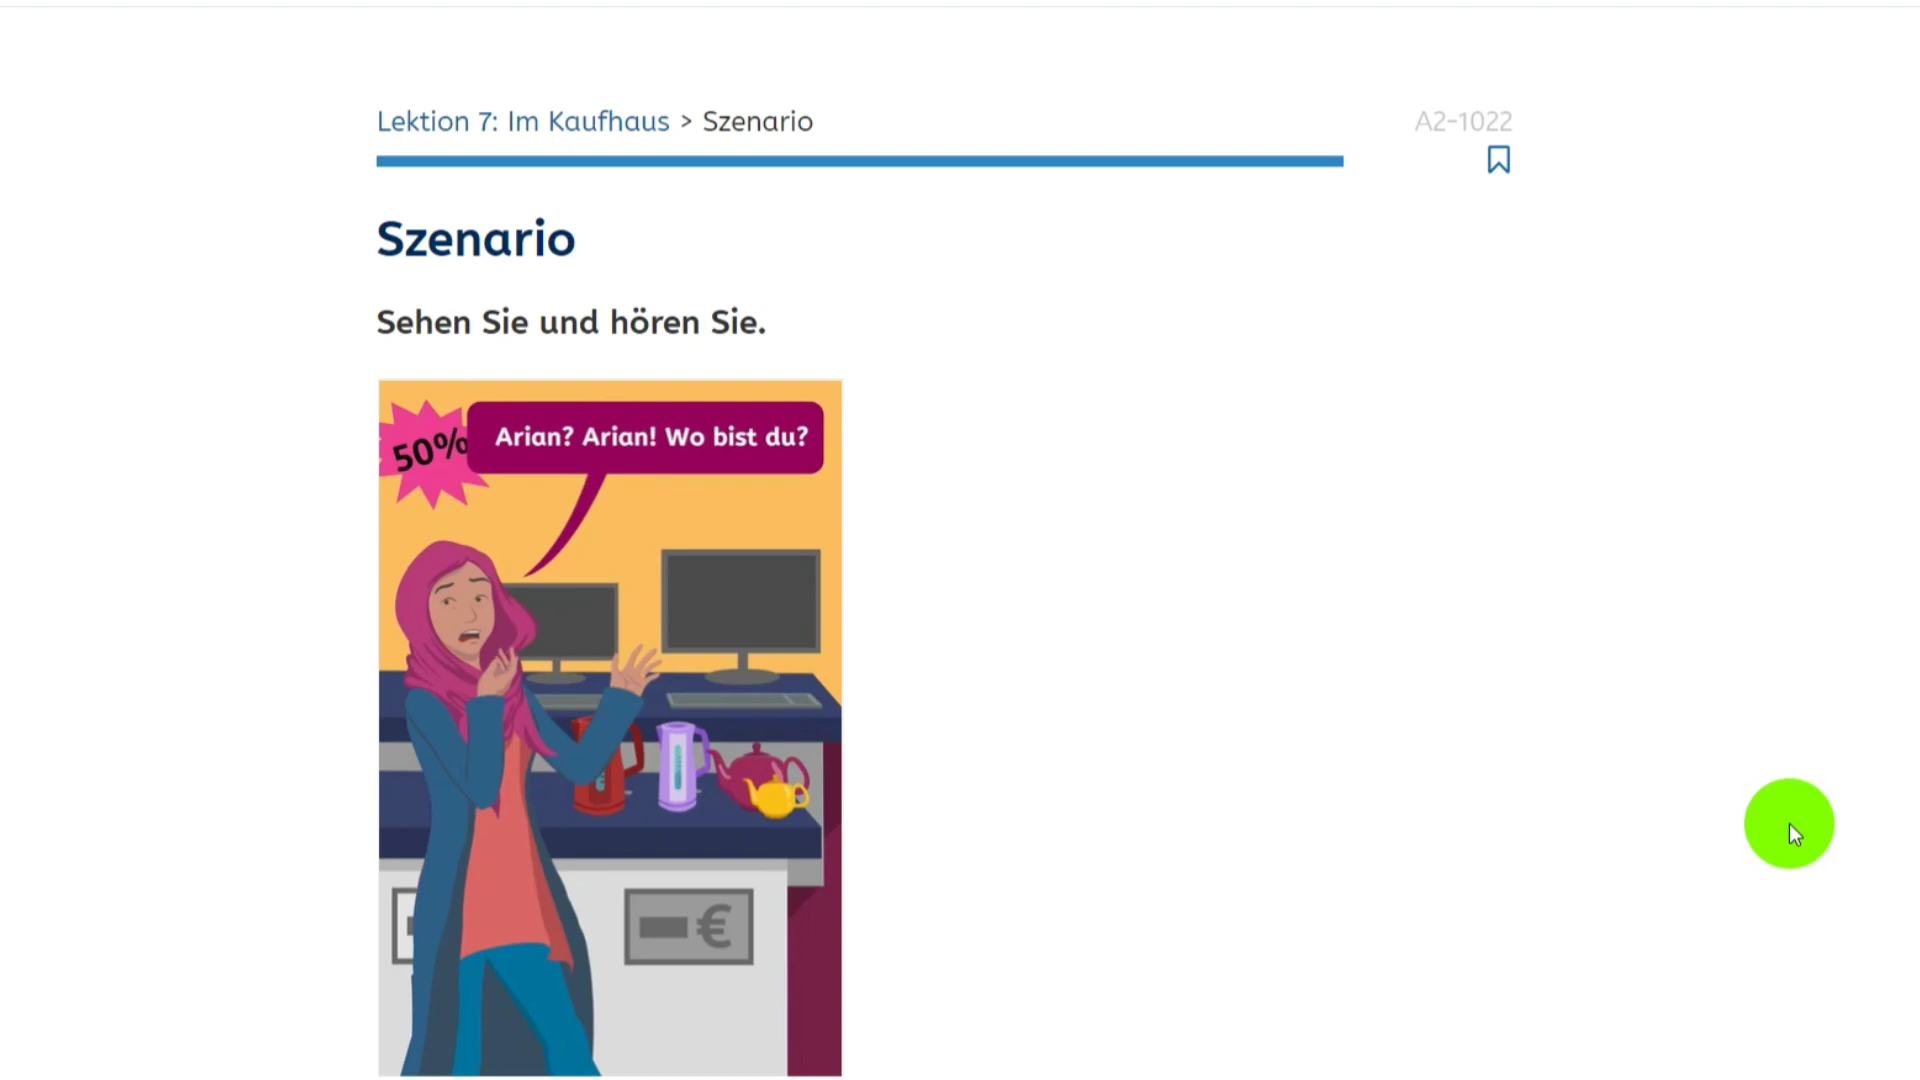 Lektion 7: Im Kaufhaus > Szenario
A2-1022
Szenario
Sehen Sie und hören Sie.
50%
Arian? Arian! Wo bist du?
€